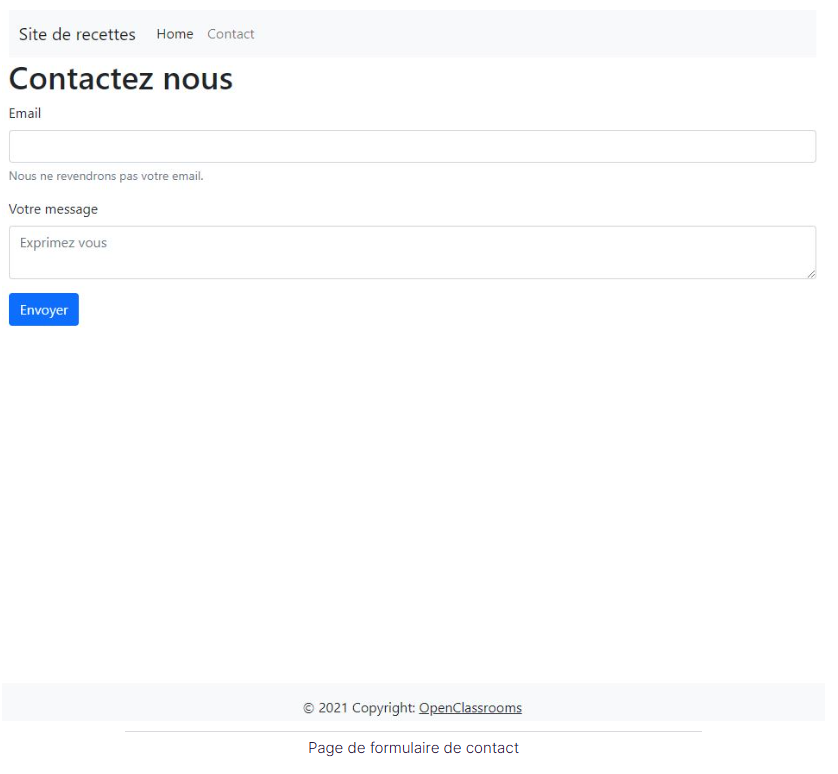 Site de recettes Home Contact
Contactez nous
Email
Nous ne revendrons pas votre email.
Votre message
Exprimez vous
Envoyer
© 2021 Copyright: OpenClassrooms
Page de formulaire de contact